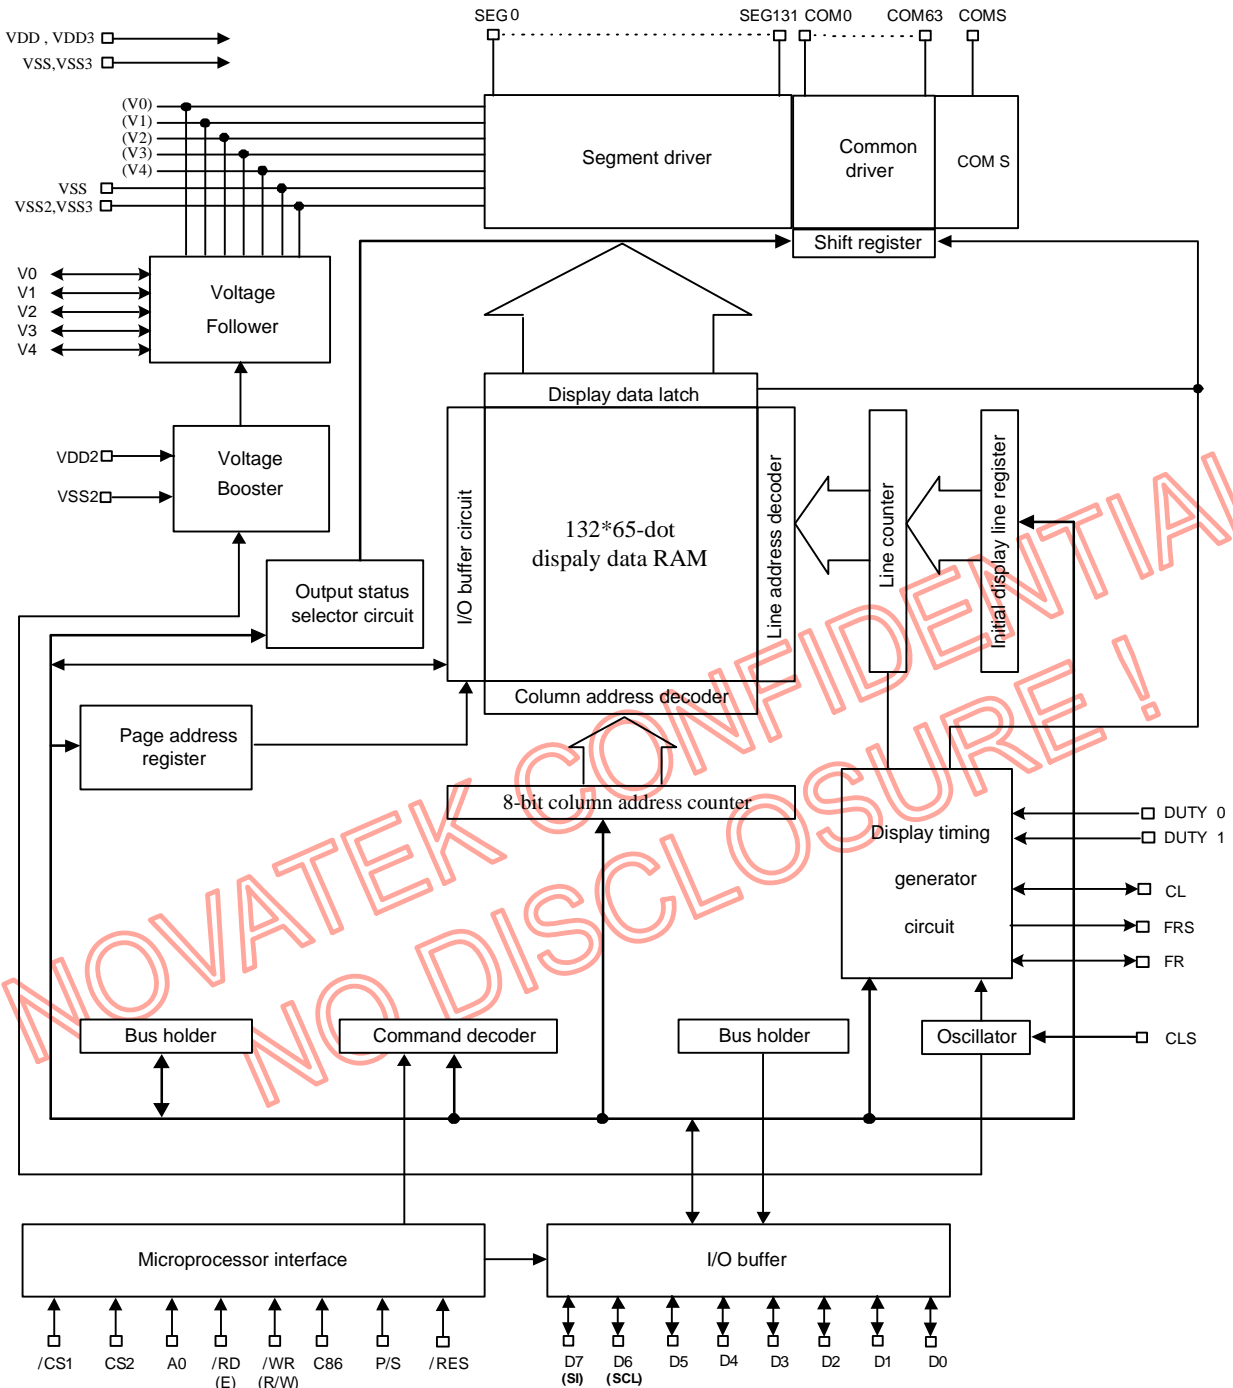 SEG0 SEG131 COM0 COM63 COMS
VDD , VDD3
VSS,VSS3
(V0)
(V1)
(V2)
(V3)
(V4)
VSS
VSS2,VSS3
Segment driver
Common
driver
COM S
Shift register
V0
V1
V2
V3
V4
Voltage
Follower
Display data latch
VDD2
VSS2
Voltage
Booster
I/O buffer circuit
132*65-dot
dispaly data RAM
Line address decoder
Line counter
Initial display line register
Output status
selector circuit
Column address decoder
Page address
register
8-bit column address counter
Display timing
generator
circuit
DUTY 0
DUTY 1
CL
FRS
FR
Bus holder
Command decoder
Bus holder
Oscillator
CLS
Microprocessor interface
I/O buffer
/CS1 CS2 A0 /RD /WR C86 P/S /RES D7 D6 D5 D4 D3 D2 D1 D0
(E) (R/W) (SI) (SCL)
NOVATEK CONFIDENTIAL
NO DISCLOSURE !